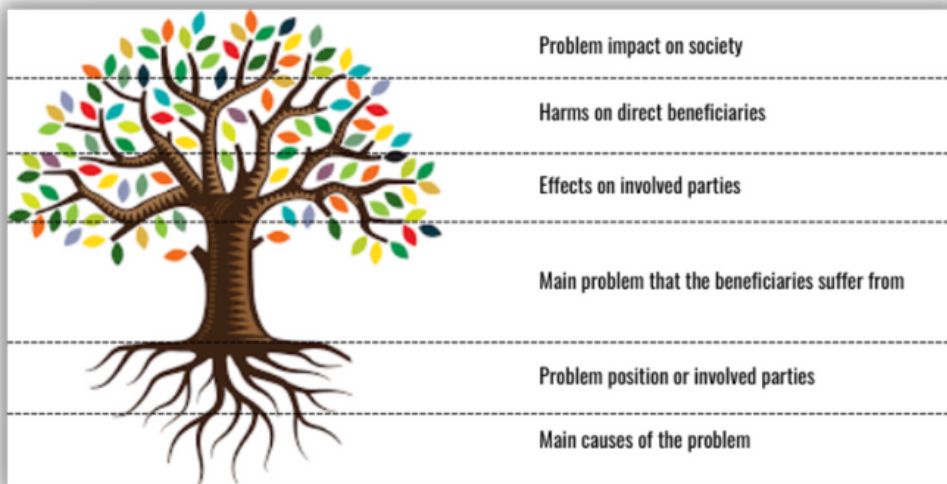 Problem impact on society
Harms on direct beneficiaries
Effects on involved parties
Main problem that the beneficiaries suffer from
Problem position or involved parties
Main causes of the problem